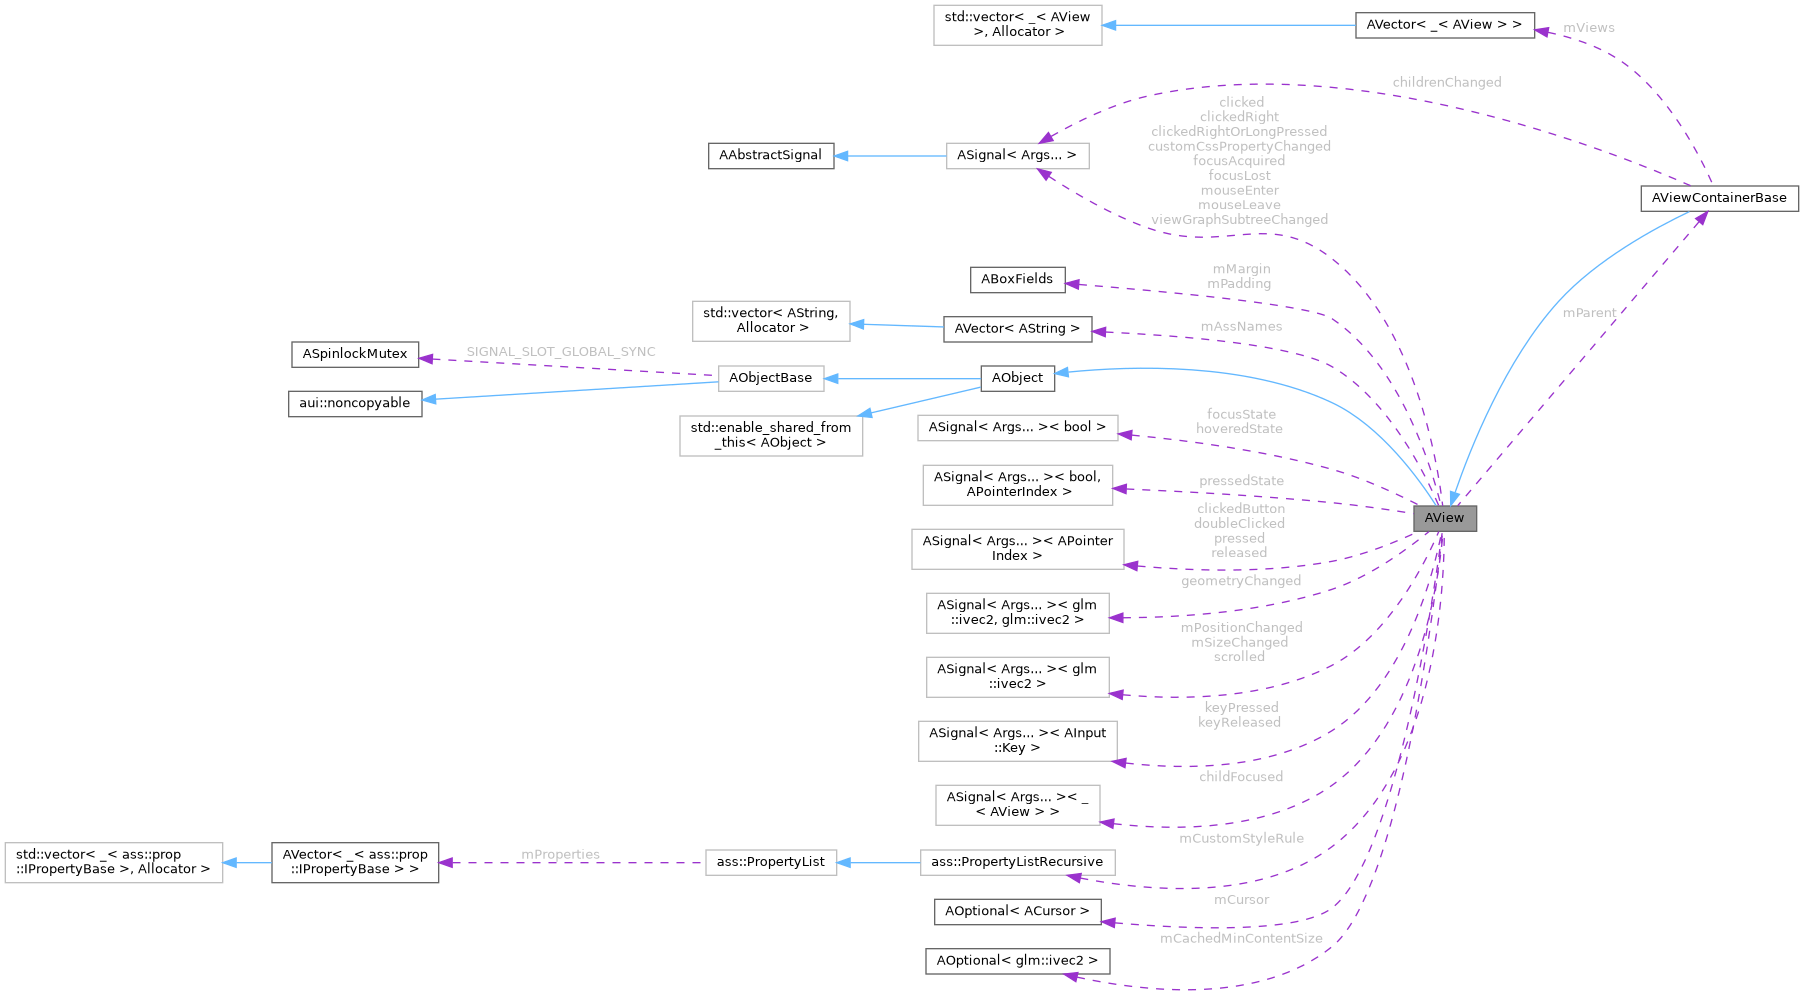 std::vector< _< AView
>, Allocator >
AVector< _< AView > >
mViews
childrenChanged
clicked
clickedRight
clickedRightOrLongPressed
customCssPropertyChanged
focusAcquired
focusLost
mouseEnter
mouseLeave
viewGraphSubtreeChanged
AAbstractSignal
ASignal< Args... >
AViewContainerBase
ABoxFields
mMargin
mPadding
std::vector< AString,
Allocator >
AVector< AString >
mAssNames
mParent
ASpinlockMutex
SIGNAL_SLOT_GLOBAL_SYNC
AObjectBase
AObject
aui::noncopyable
std::enable_shared_from
_this< AObject >
ASignal< Args... >< bool >
focusState
hoveredState
ASignal< Args... >< bool,
APointerIndex >
pressedState
AView
clickedButton
doubleClicked
pressed
released
ASignal< Args... >< APointer
Index >
geometryChanged
ASignal< Args... >< glm
::ivec2, glm::ivec2 >
mPositionChanged
mSizeChanged
scrolled
ASignal< Args... >< glm
::ivec2 >
keyPressed
keyReleased
ASignal< Args... >< AInput
::Key >
childFocused
ASignal< Args... >< _
< AView > >
mCustomStyleRule
std::vector< _< ass::prop
::IPropertyBase >, Allocator >
AVector< _< ass::prop
::IPropertyBase > >
mProperties
ass::PropertyList
ass::PropertyListRecursive
mCursor
AOptional< ACursor >
mCachedMinContentSize
AOptional< glm::ivec2 >